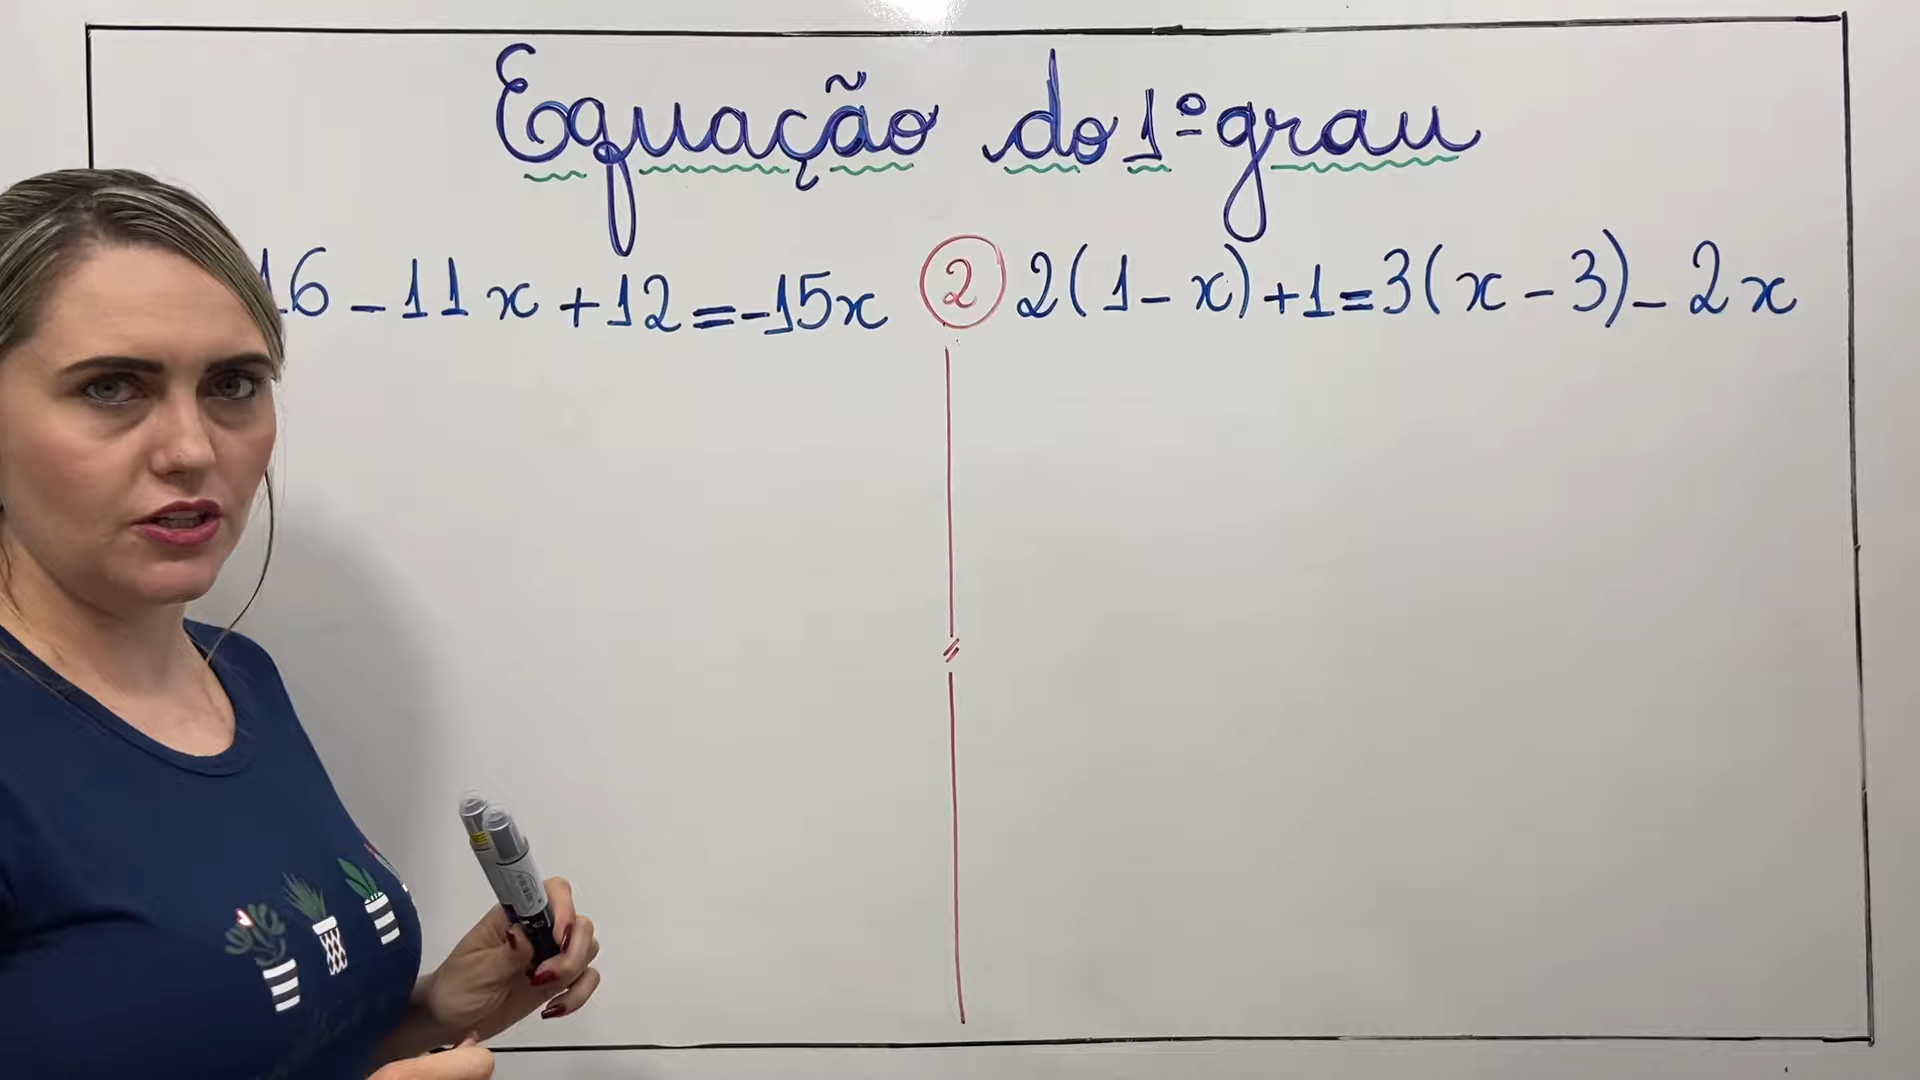 Equação do 1º grau
16 - 11x + 12 = -15x
2 2(1 - x) + 1 = 3(x - 3) - 2x